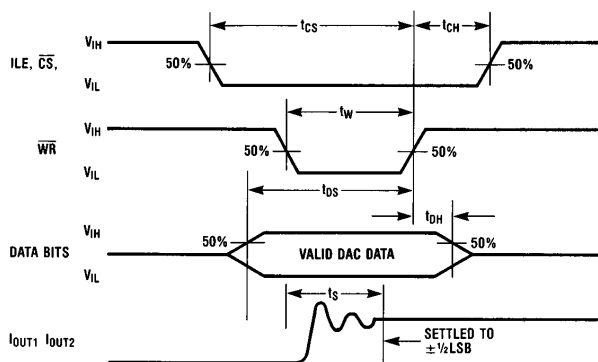 tCS
tCH
VIH
ILE, CS,
50%
50%
VIL
tW
VIH
WR
50%
50%
VIL
tDS
VIH
tDH
DATA BITS
50%
VALID DAC DATA
50%
VIL
tS
IOUT1 IOUT2
SETTLED TO
±½LSB